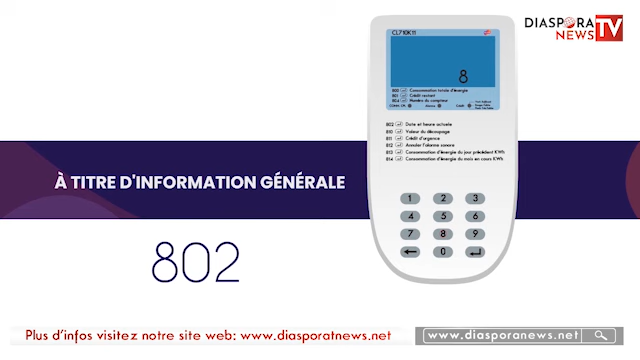 DIASPORA
NEWS TV
CL710K11
8
800 Consommation totale d'énergie
801 Crédit restant
804 Numéro du compteur
802 Date et heure actuelle
810 Valeur du découpage
811 Crédit d'urgence
812 Annuler l'alarme sonore
813 Consommation d'énergie du jour précédent KWh
814 Consommation d'énergie du mois en cours KWh
À TITRE D'INFORMATION GÉNÉRALE
1 2 3
4 5 6
7 8 9
0
802
Plus d'infos visitez notre site web: www.diasporatnews.net
www.diasporanews.net